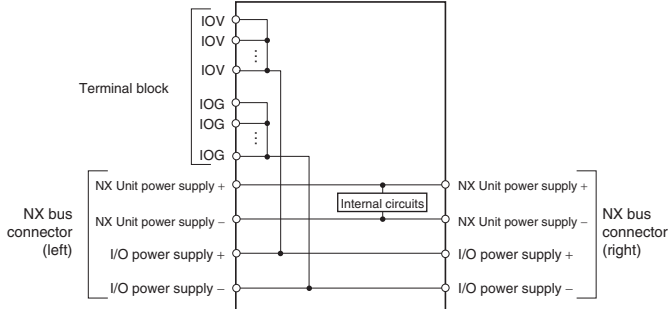 IOV
IOV
⋮
IOV
Terminal block
IOG
IOG
⋮
IOG
NX bus
connector
(left)
NX Unit power supply +
NX Unit power supply −
I/O power supply +
I/O power supply −
Internal circuits
NX Unit power supply +
NX Unit power supply −
I/O power supply +
I/O power supply −
NX bus
connector
(right)